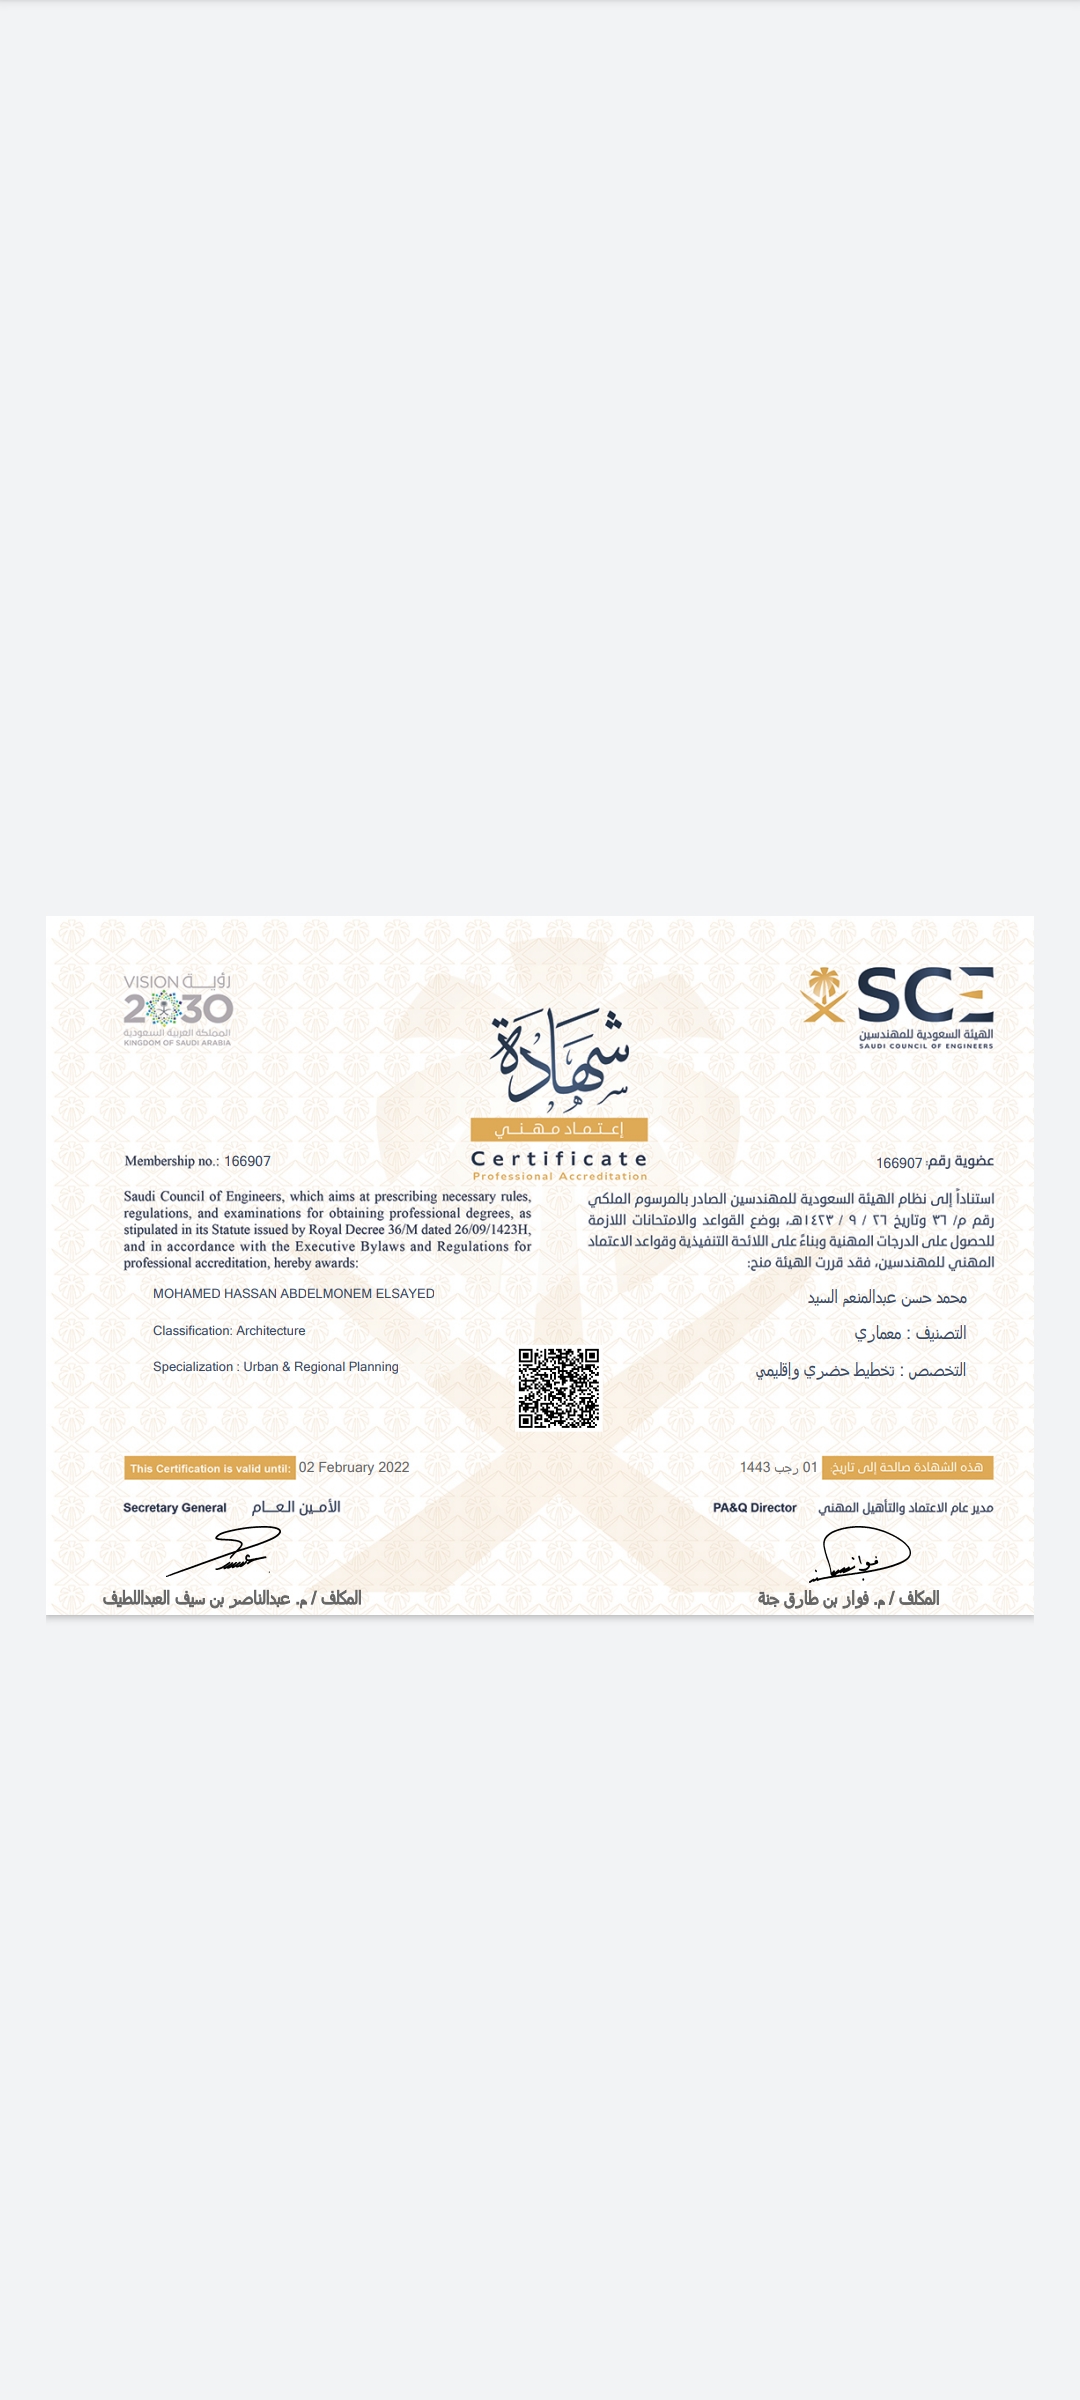 VISION رؤيــــة
2030
المملكة العربية السعودية
KINGDOM OF SAUDI ARABIA
SCE
الهيئة السعودية للمهندسين
SAUDI COUNCIL OF ENGINEERS
شهادة
إعـتـمـاد مـهـنـي
Certificate
Professional Accreditation
Membership no.: 166907
Saudi Council of Engineers, which aims at prescribing necessary rules,
regulations, and examinations for obtaining professional degrees, as
stipulated in its Statute issued by Royal Decree 36/M dated 26/09/1423H,
and in accordance with the Executive Bylaws and Regulations for
professional accreditation, hereby awards:
MOHAMED HASSAN ABDELMONEM ELSAYED
Classification: Architecture
Specialization : Urban & Regional Planning
عضوية رقم: 166907
استناداً إلى نظام الهيئة السعودية للمهندسين الصادر بالمرسوم الملكي
رقم م/ ٣٦ وتاريخ ٢٦ / ٩ / ١٤٢٣هـ، بوضع القواعد والامتحانات اللازمة
للحصول على الدرجات المهنية وبناءً على اللائحة التنفيذية وقواعد الاعتماد
المهني للمهندسين، فقد قررت الهيئة منح:
محمد حسن عبدالمنعم السيد
التصنيف : معماري
التخصص : تخطيط حضري وإقليمي
This Certification is valid until: 02 February 2022
هذه الشهادة صالحة إلى تاريخ: 01 رجب 1443
Secretary General الأمـيـن الـعـــام
PA&Q Director مدير عام الاعتماد والتأهيل المهني
فواز
المكلف / م. عبدالناصر بن سيف العبداللطيف
المكلف / م. فواز بن طارق جنة